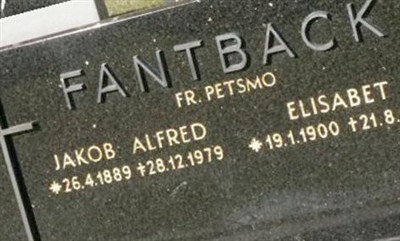 FANTBACK
FR. PETSMO
JAKOB ALFRED
*26.4.1889 +28.12.1979
ELISABET
*19.1.1900 +21.8.